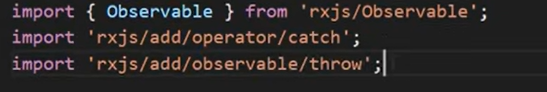 import { Observable } from 'rxjs/Observable';
import 'rxjs/add/operator/catch';
import 'rxjs/add/observable/throw';